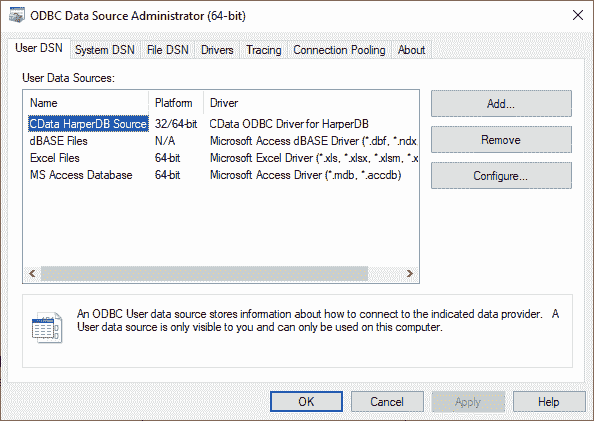 ODBC Data Source Administrator (64-bit)
User DSN System DSN File DSN Drivers Tracing Connection Pooling About
User Data Sources:
Name Platform Driver
CData HarperDB Source 32/64-bit CData ODBC Driver for HarperDB
dBASE Files N/A Microsoft Access dBASE Driver (*.dbf, *.ndx
Excel Files 64-bit Microsoft Excel Driver (*.xls, *.xlsx, *.xlsm, *.x
MS Access Database 64-bit Microsoft Access Driver (*.mdb, *.accdb)
Add...
Remove
Configure...
An ODBC User data source stores information about how to connect to the indicated data provider. A
User data source is only visible to you and can only be used on this computer.
OK Cancel Apply Help